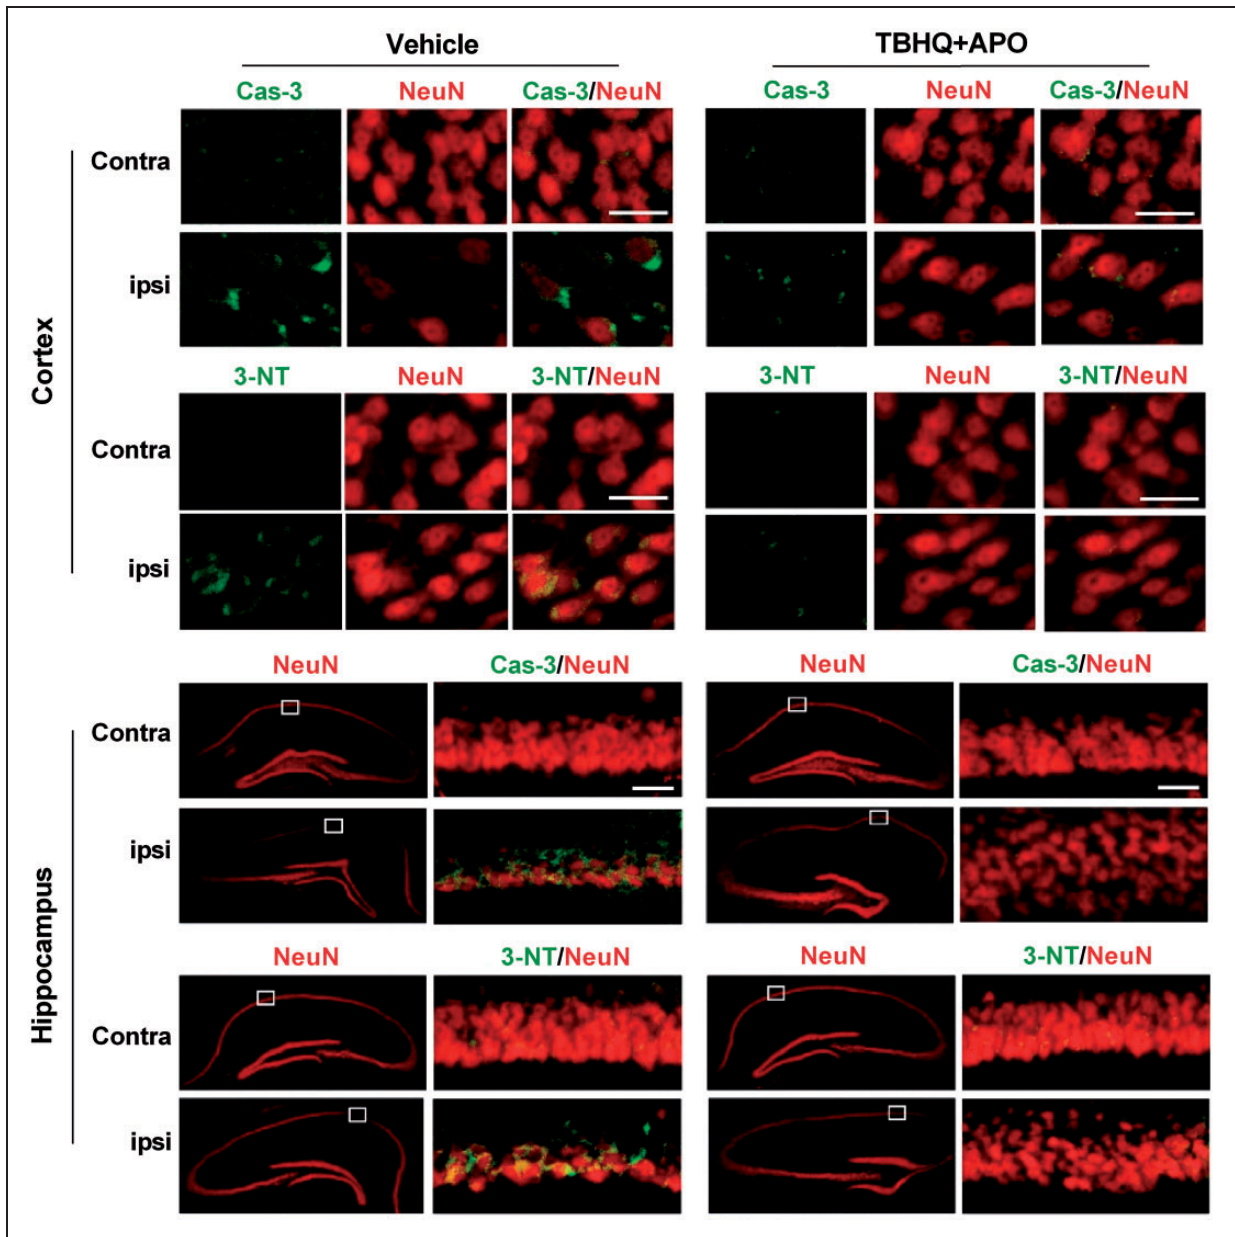 Vehicle TBHQ+APO
Cas-3 NeuN Cas-3/NeuN Cas-3 NeuN Cas-3/NeuN
Contra
ipsi
Cortex
3-NT NeuN 3-NT/NeuN 3-NT NeuN 3-NT/NeuN
Contra
ipsi
NeuN Cas-3/NeuN NeuN Cas-3/NeuN
Contra
ipsi
Hippocampus
NeuN 3-NT/NeuN NeuN 3-NT/NeuN
Contra
ipsi